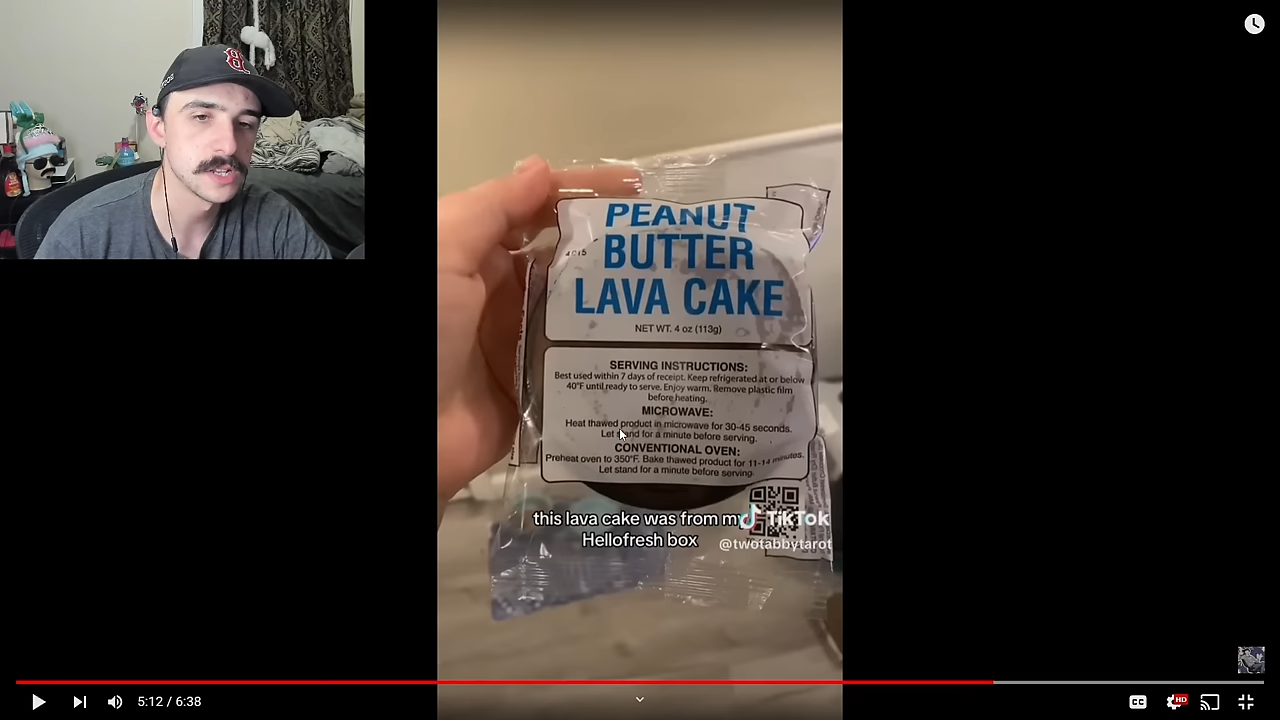 PEANUT
BUTTER
LAVA CAKE
NET WT. 4 oz (113g)
SERVING INSTRUCTIONS:
Best used within 7 days of receipt. Keep refrigerated at or below
40°F until ready to serve. Enjoy warm. Remove plastic film
before heating.
MICROWAVE:
Heat thawed product in microwave for 30-45 seconds.
Let stand for a minute before serving.
CONVENTIONAL OVEN:
Preheat oven to 350°F. Bake thawed product for 11-14 minutes.
Let stand for a minute before serving.
this lava cake was from my
Hellofresh box
TikTok
@twotabbytarot
B
5:12 / 6:38
CC
HD